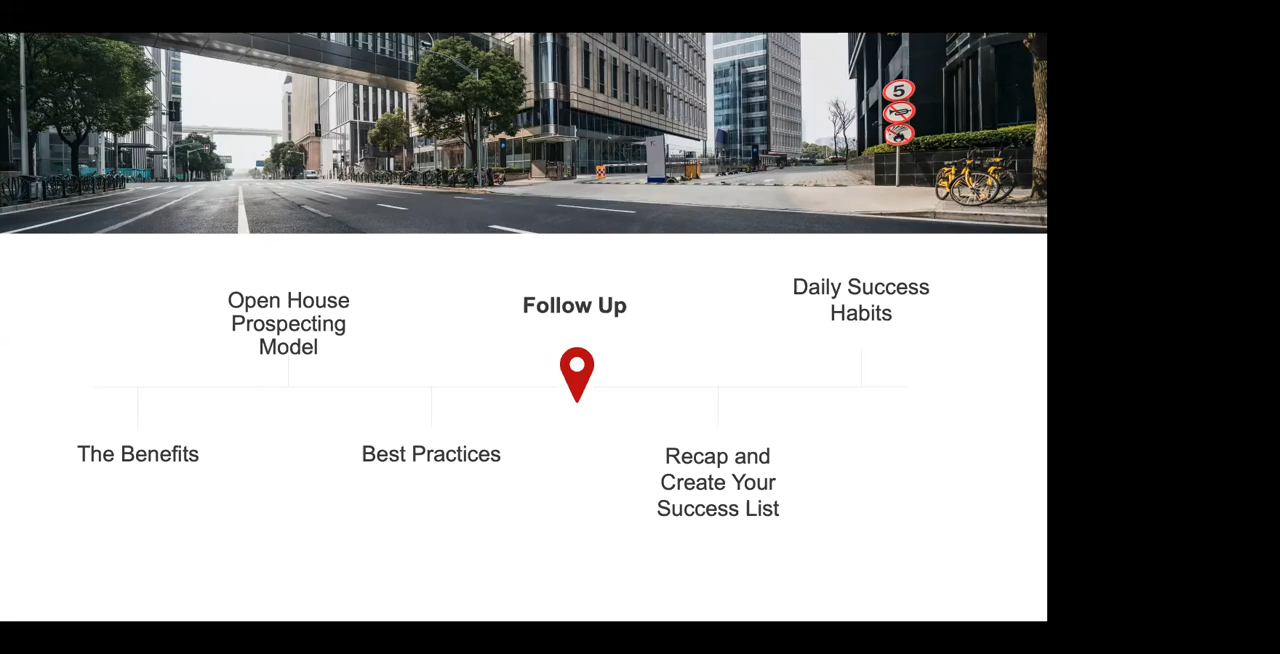 5
Open House
Prospecting
Model
Follow Up
Daily Success
Habits
The Benefits
Best Practices
Recap and
Create Your
Success List